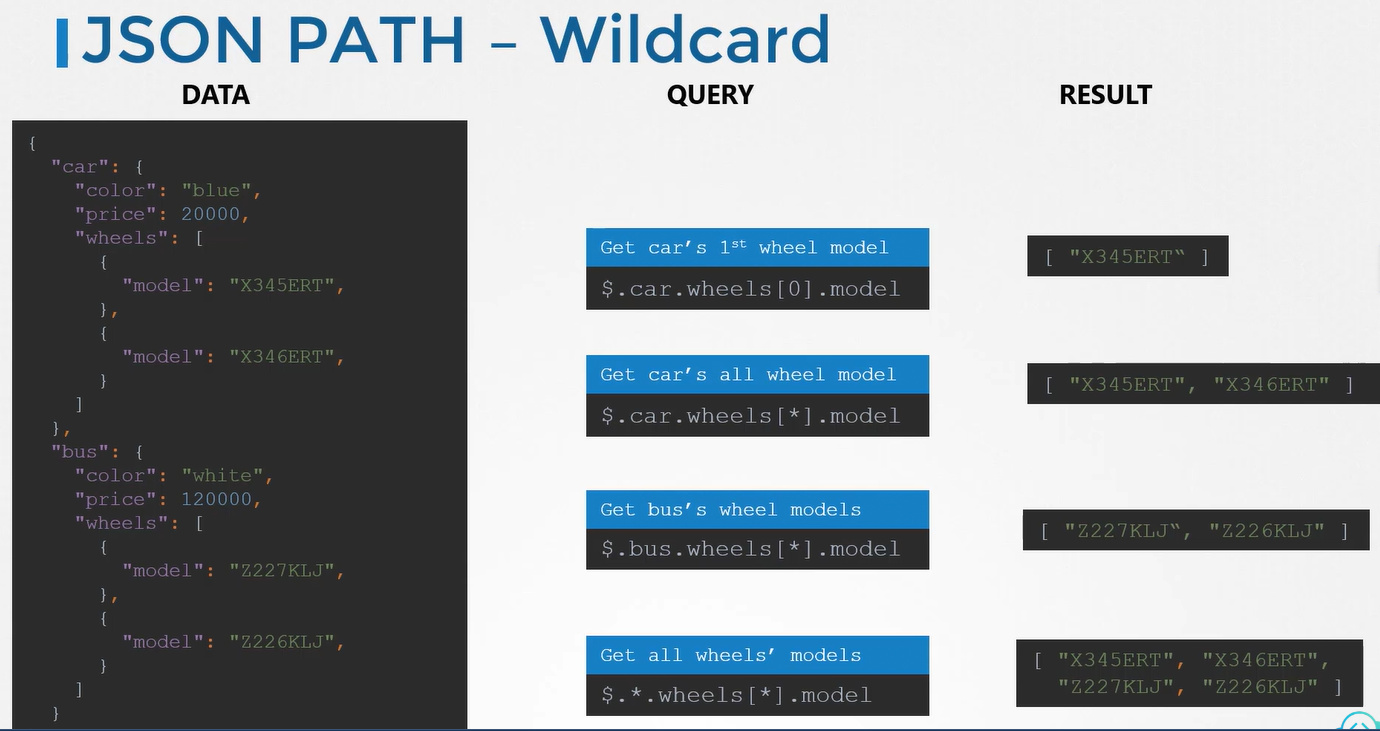 JSON PATH – Wildcard
DATA
QUERY
RESULT
{
"car": {
"color": "blue",
"price": 20000,
"wheels": [
{
"model": "X345ERT",
},
{
"model": "X346ERT",
}
]
},
"bus": {
"color": "white",
"price": 120000,
"wheels": [
{
"model": "Z227KLJ",
},
{
"model": "Z226KLJ",
}
]
}
Get car’s 1st wheel model
$.car.wheels[0].model
[ "X345ERT‟ ]
Get car’s all wheel model
$.car.wheels[*].model
[ "X345ERT", "X346ERT" ]
Get bus’s wheel models
$.bus.wheels[*].model
[ "Z227KLJ‟, "Z226KLJ" ]
Get all wheels’ models
$.*.wheels[*].model
[ "X345ERT", "X346ERT",
"Z227KLJ", "Z226KLJ" ]